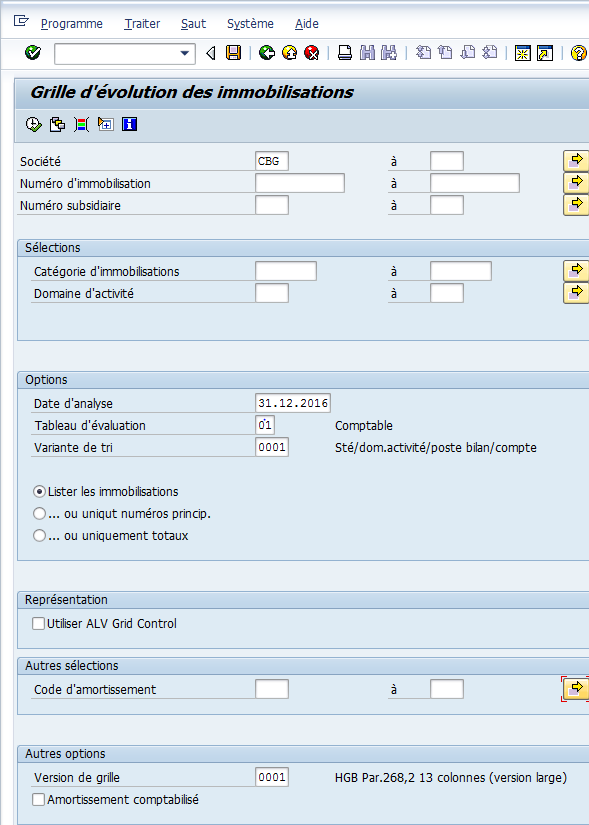 Programme Traiter Saut Système Aide
Grille d'évolution des immobilisations
Société CBG à
Numéro d'immobilisation à
Numéro subsidiaire à
Sélections
Catégorie d'immobilisations à
Domaine d'activité à
Options
Date d'analyse 31.12.2016
Tableau d'évaluation 01 Comptable
Variante de tri 0001 Sté/dom.activité/poste bilan/compte
Lister les immobilisations
... ou uniqut numéros princip.
... ou uniquement totaux
Représentation
Utiliser ALV Grid Control
Autres sélections
Code d'amortissement à
Autres options
Version de grille 0001 HGB Par.268,2 13 colonnes (version large)
Amortissement comptabilisé